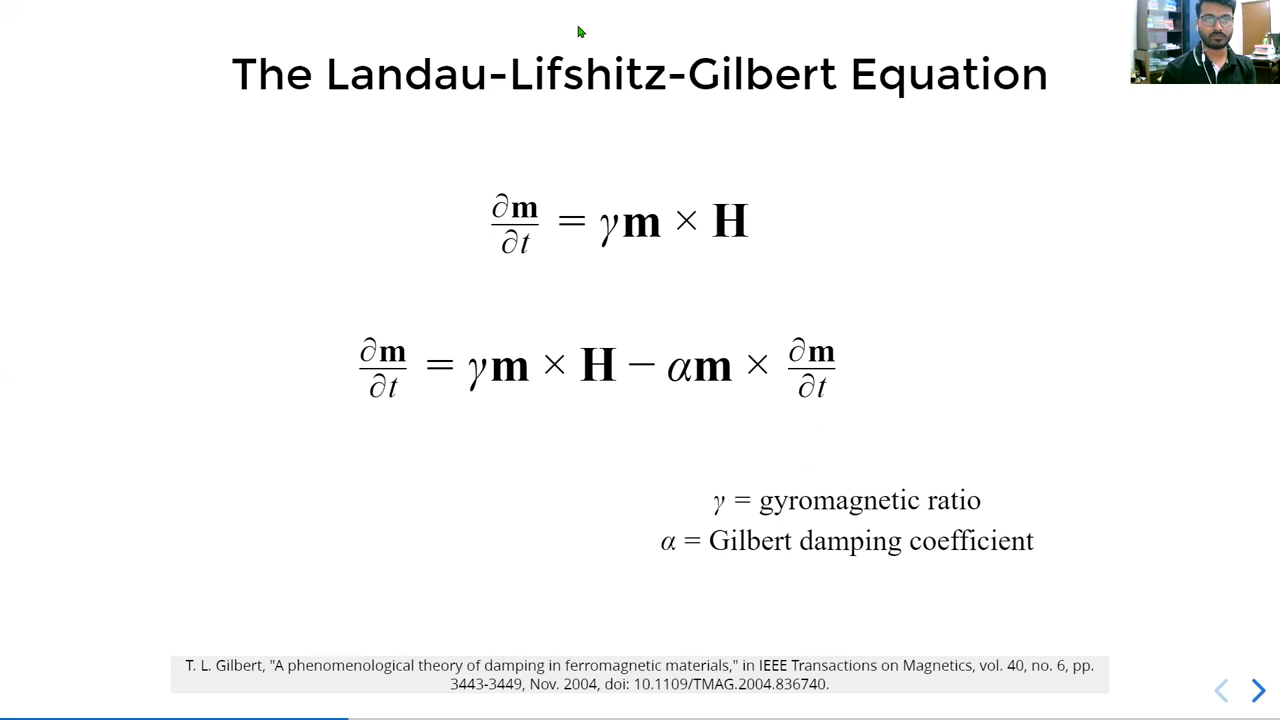 The Landau-Lifshitz-Gilbert Equation
∂m/∂t = γm × H
∂m/∂t = γm × H − αm × ∂m/∂t
γ = gyromagnetic ratio
α = Gilbert damping coefficient
T. L. Gilbert, "A phenomenological theory of damping in ferromagnetic materials," in IEEE Transactions on Magnetics, vol. 40, no. 6, pp.
3443-3449, Nov. 2004, doi: 10.1109/TMAG.2004.836740.